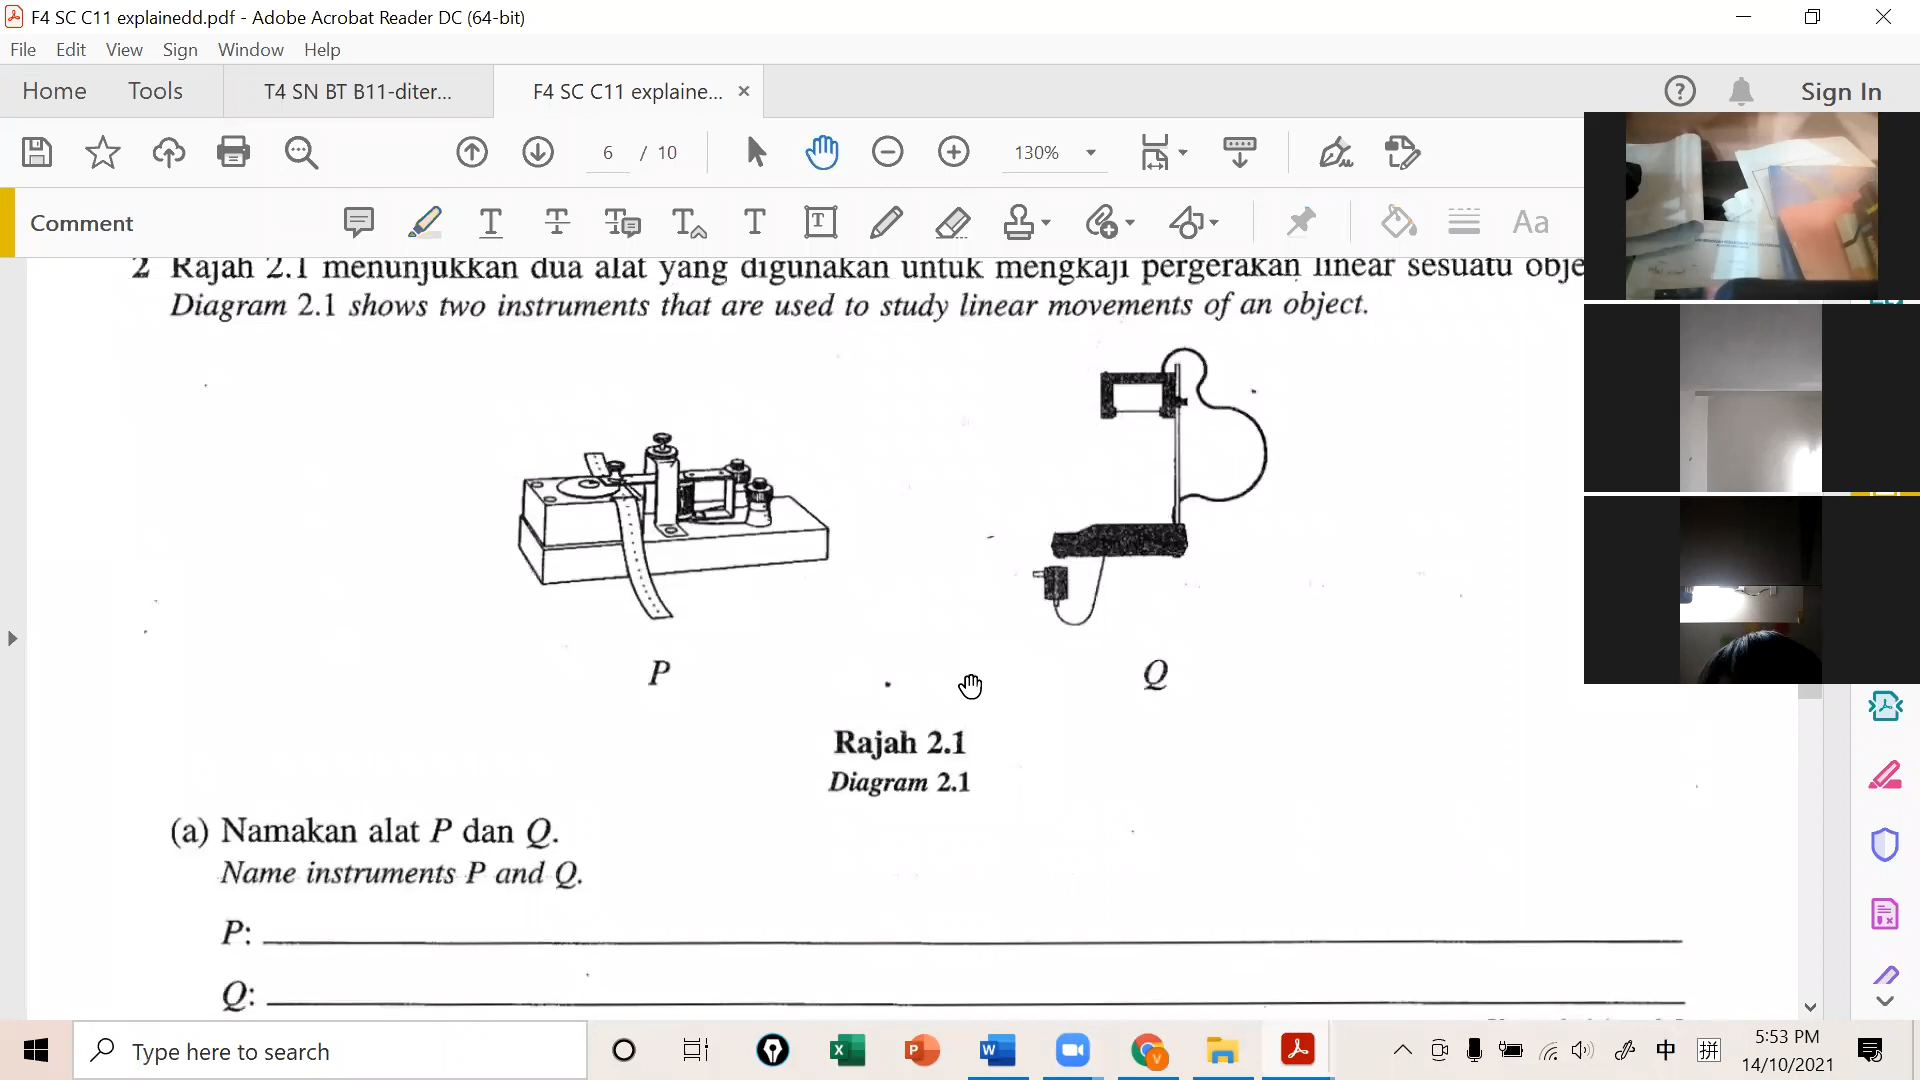 F4 SC C11 explainedd.pdf - Adobe Acrobat Reader DC (64-bit)
File Edit View Sign Window Help
Home Tools T4 SN BT B11-diter... F4 SC C11 explaine... Sign In
6 / 10 130%
Comment
2 Rajah 2.1 menunjukkan dua alat yang digunakan untuk mengkaji pergerakan linear sesuatu obje
Diagram 2.1 shows two instruments that are used to study linear movements of an object.
P Q
Rajah 2.1
Diagram 2.1
(a) Namakan alat P dan Q.
Name instruments P and Q.
P:
Q:
Type here to search
中 拼 5:53 PM
14/10/2021